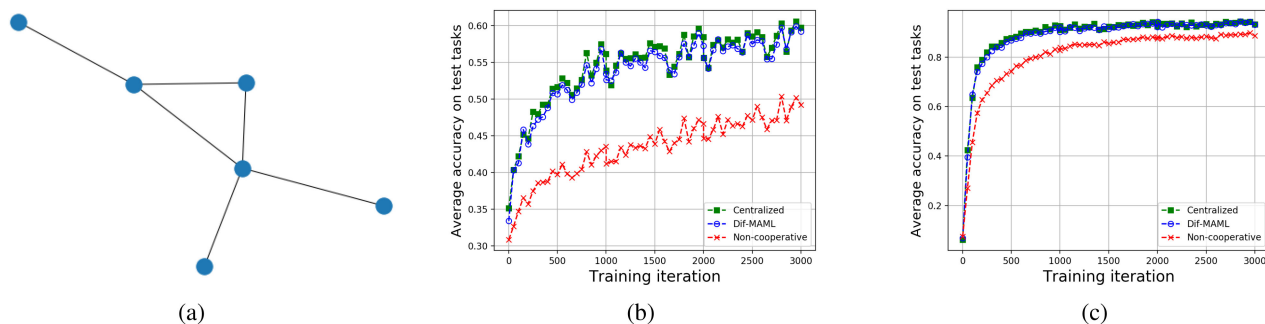 Average accuracy on test tasks
0.60
0.55
0.50
0.45
0.40
0.35
0.30
0
500
1000
1500
2000
2500
3000
Training iteration
Centralized
Dif-MAML
Non-cooperative
Average accuracy on test tasks
0.8
0.6
0.4
0.2
0
500
1000
1500
2000
2500
3000
Training iteration
Centralized
Dif-MAML
Non-cooperative
(a)
(b)
(c)